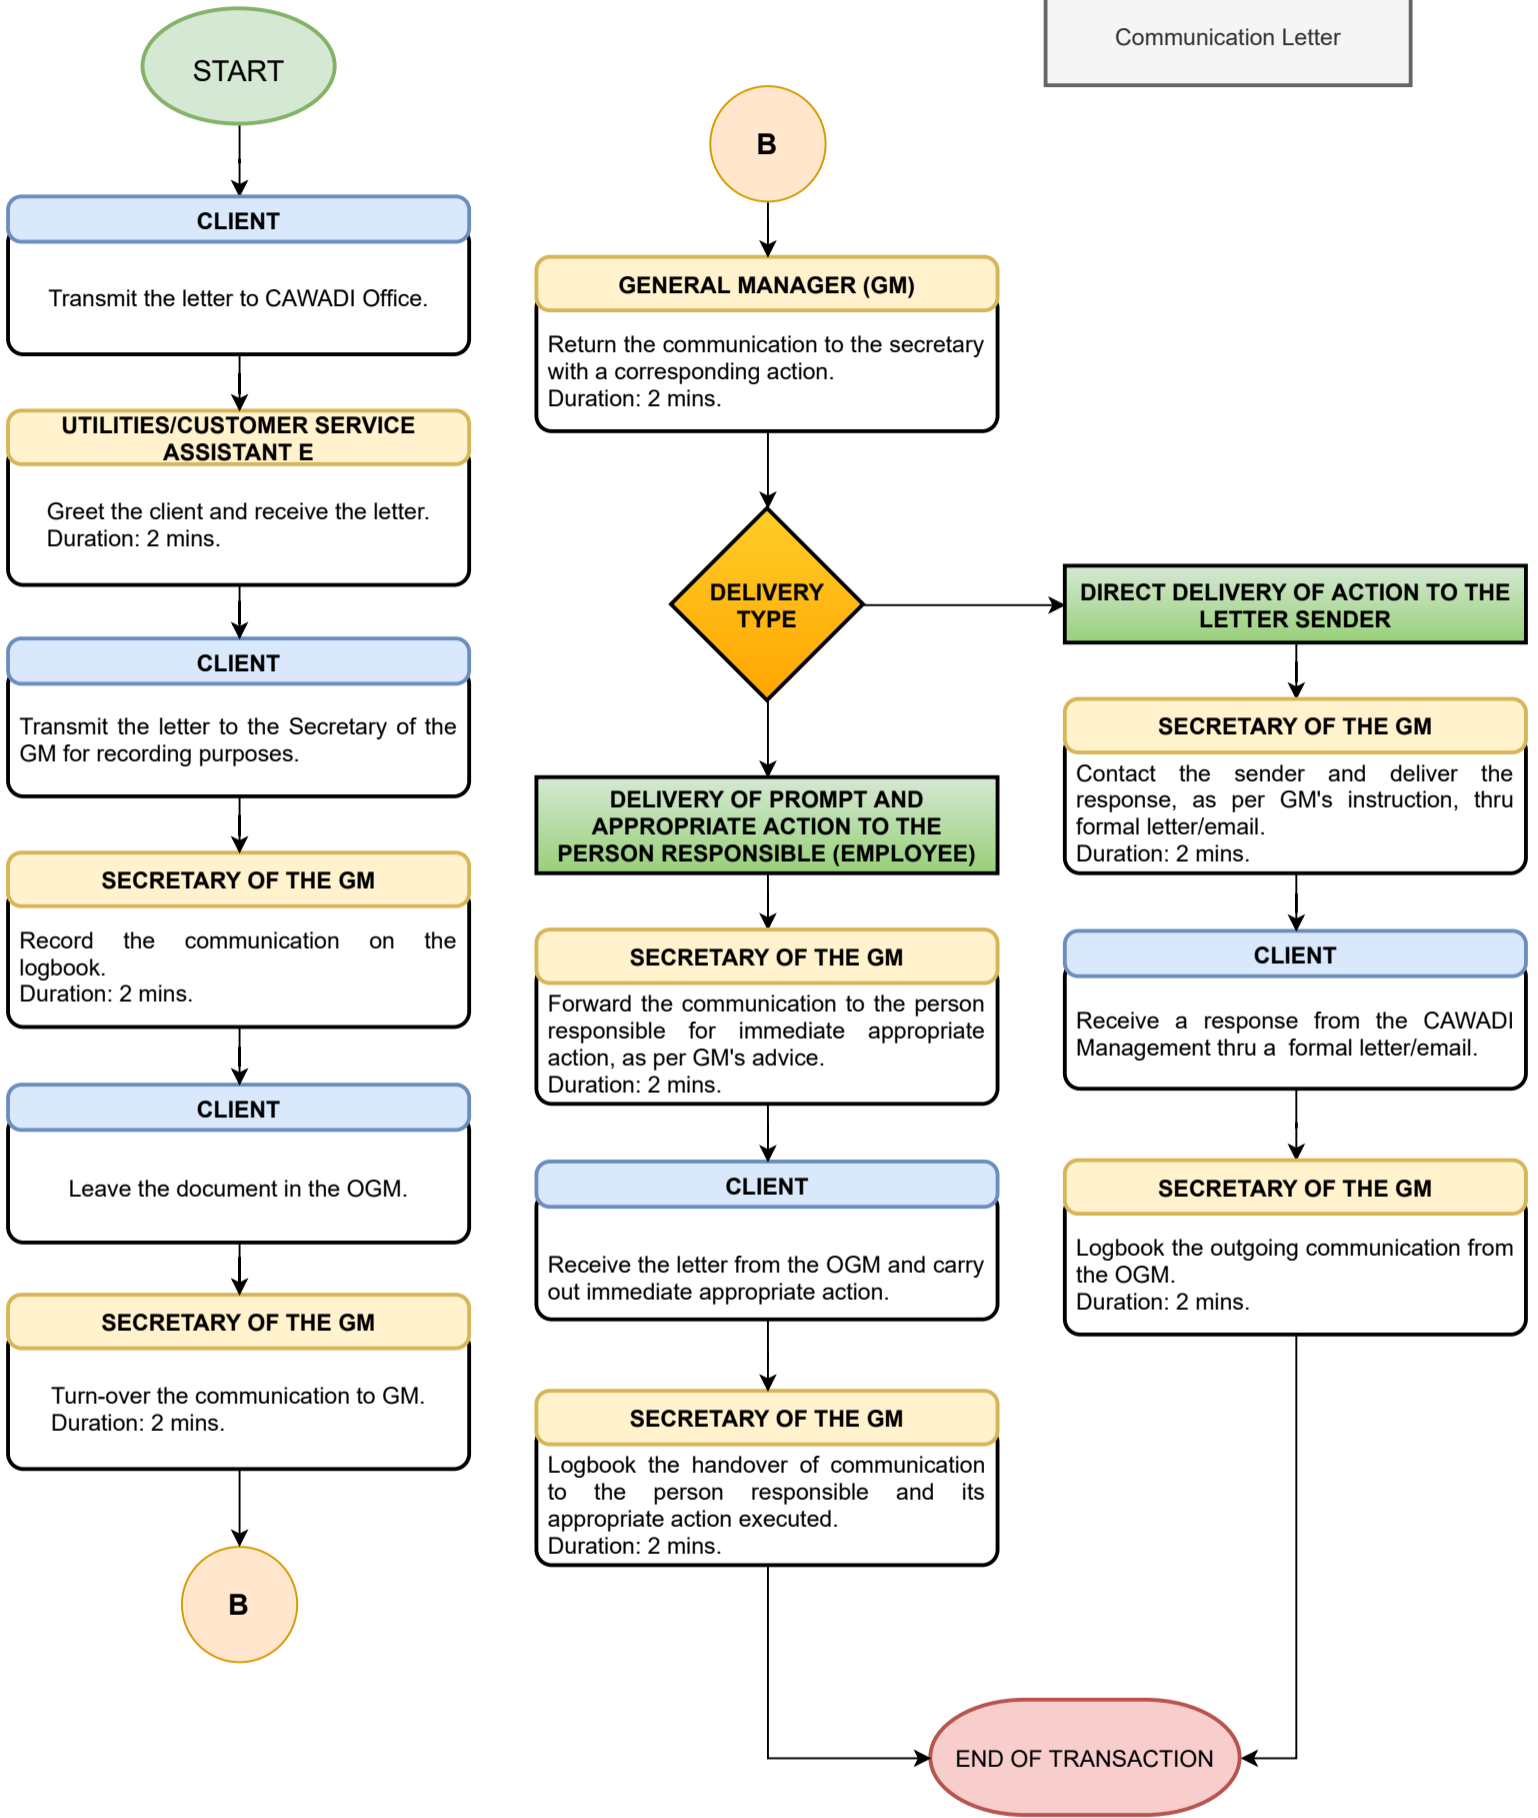 START
CLIENT
Transmit the letter to CAWADI Office.
UTILITIES/CUSTOMER SERVICE
ASSISTANT E
Greet the client and receive the letter.
Duration: 2 mins.
CLIENT
Transmit the letter to the Secretary of the
GM for recording purposes.
SECRETARY OF THE GM
Record the communication on the
logbook.
Duration: 2 mins.
CLIENT
Leave the document in the OGM.
SECRETARY OF THE GM
Turn-over the communication to GM.
Duration: 2 mins.
B
B
GENERAL MANAGER (GM)
Return the communication to the secretary
with a corresponding action.
Duration: 2 mins.
DELIVERY
TYPE
DELIVERY OF PROMPT AND
APPROPRIATE ACTION TO THE
PERSON RESPONSIBLE (EMPLOYEE)
SECRETARY OF THE GM
Forward the communication to the person
responsible for immediate appropriate
action, as per GM's advice.
Duration: 2 mins.
CLIENT
Receive the letter from the OGM and carry
out immediate appropriate action.
SECRETARY OF THE GM
Logbook the handover of communication
to the person responsible and its
appropriate action executed.
Duration: 2 mins.
Communication Letter
DIRECT DELIVERY OF ACTION TO THE
LETTER SENDER
SECRETARY OF THE GM
Contact the sender and deliver the
response, as per GM's instruction, thru
formal letter/email.
Duration: 2 mins.
CLIENT
Receive a response from the CAWADI
Management thru a formal letter/email.
SECRETARY OF THE GM
Logbook the outgoing communication from
the OGM.
Duration: 2 mins.
END OF TRANSACTION